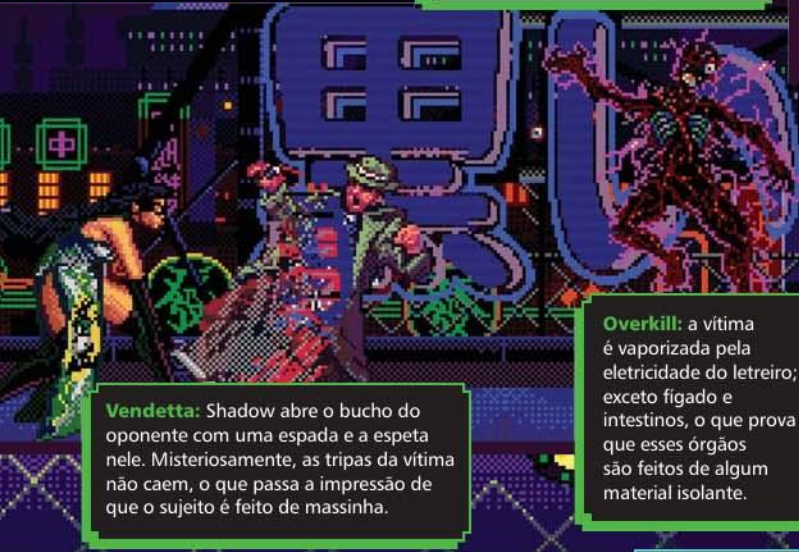 黒い
Vendetta: Shadow abre o bucho do
oponente com uma espada e a espeta
nele. Misteriosamente, as tripas da vítima
não caem, o que passa a impressão de
que o sujeito é feito de massinha.
Overkill: a vítima
é vaporizada pela
eletricidade do letreiro;
exceto fígado e
intestinos, o que prova
que esses órgãos
são feitos de algum
material isolante.